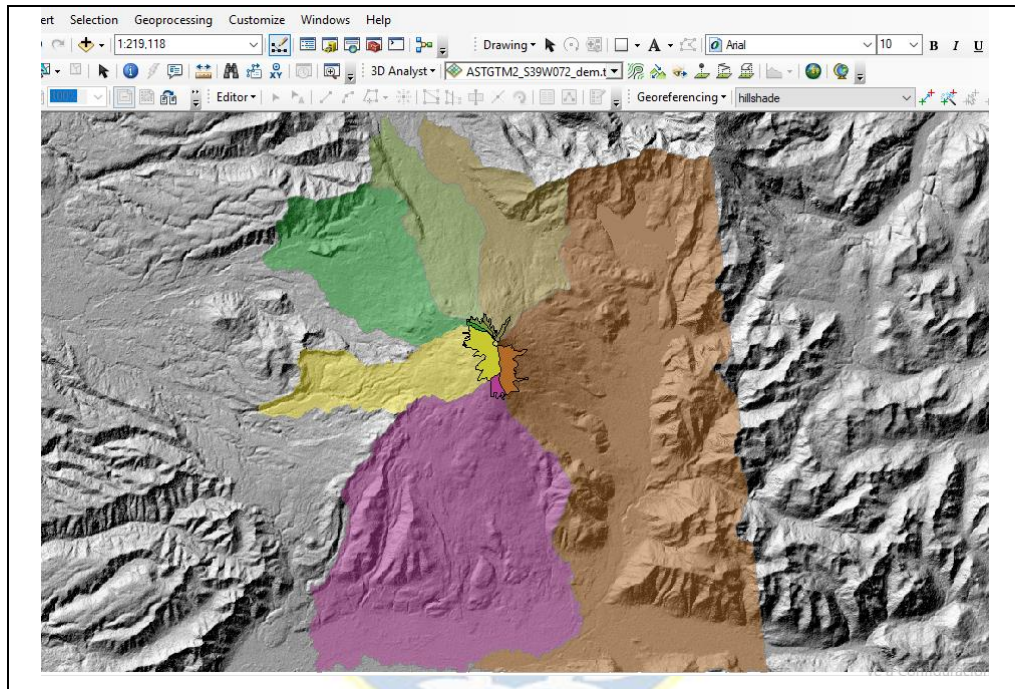 ert Selection Geoprocessing Customize Windows Help
1:219,118 Drawing Arial 10 B I U
3D Analyst ASTGTM2_S39W072_dem.t
Editor Georeferencing hillshade